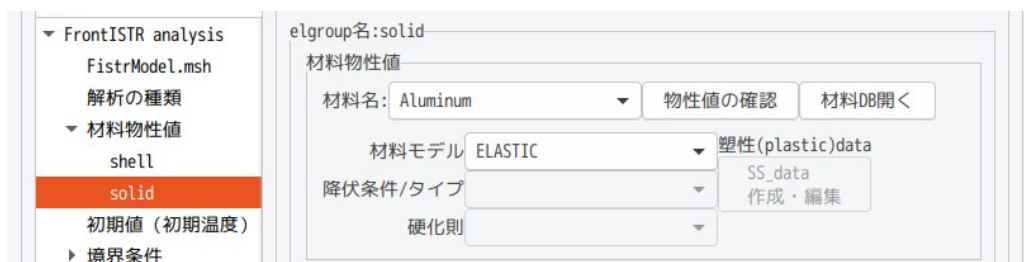 FrontISTR analysis
FistrModel.msh
解析の種類
材料物性値
shell
solid
初期値（初期温度）
境界条件
elgroup名:solid
材料物性値
材料名: Aluminum 物性値の確認 材料DB開く
材料モデル ELASTIC
塑性(plastic)data
降伏条件/タイプ
SS_data
作成・編集
硬化則